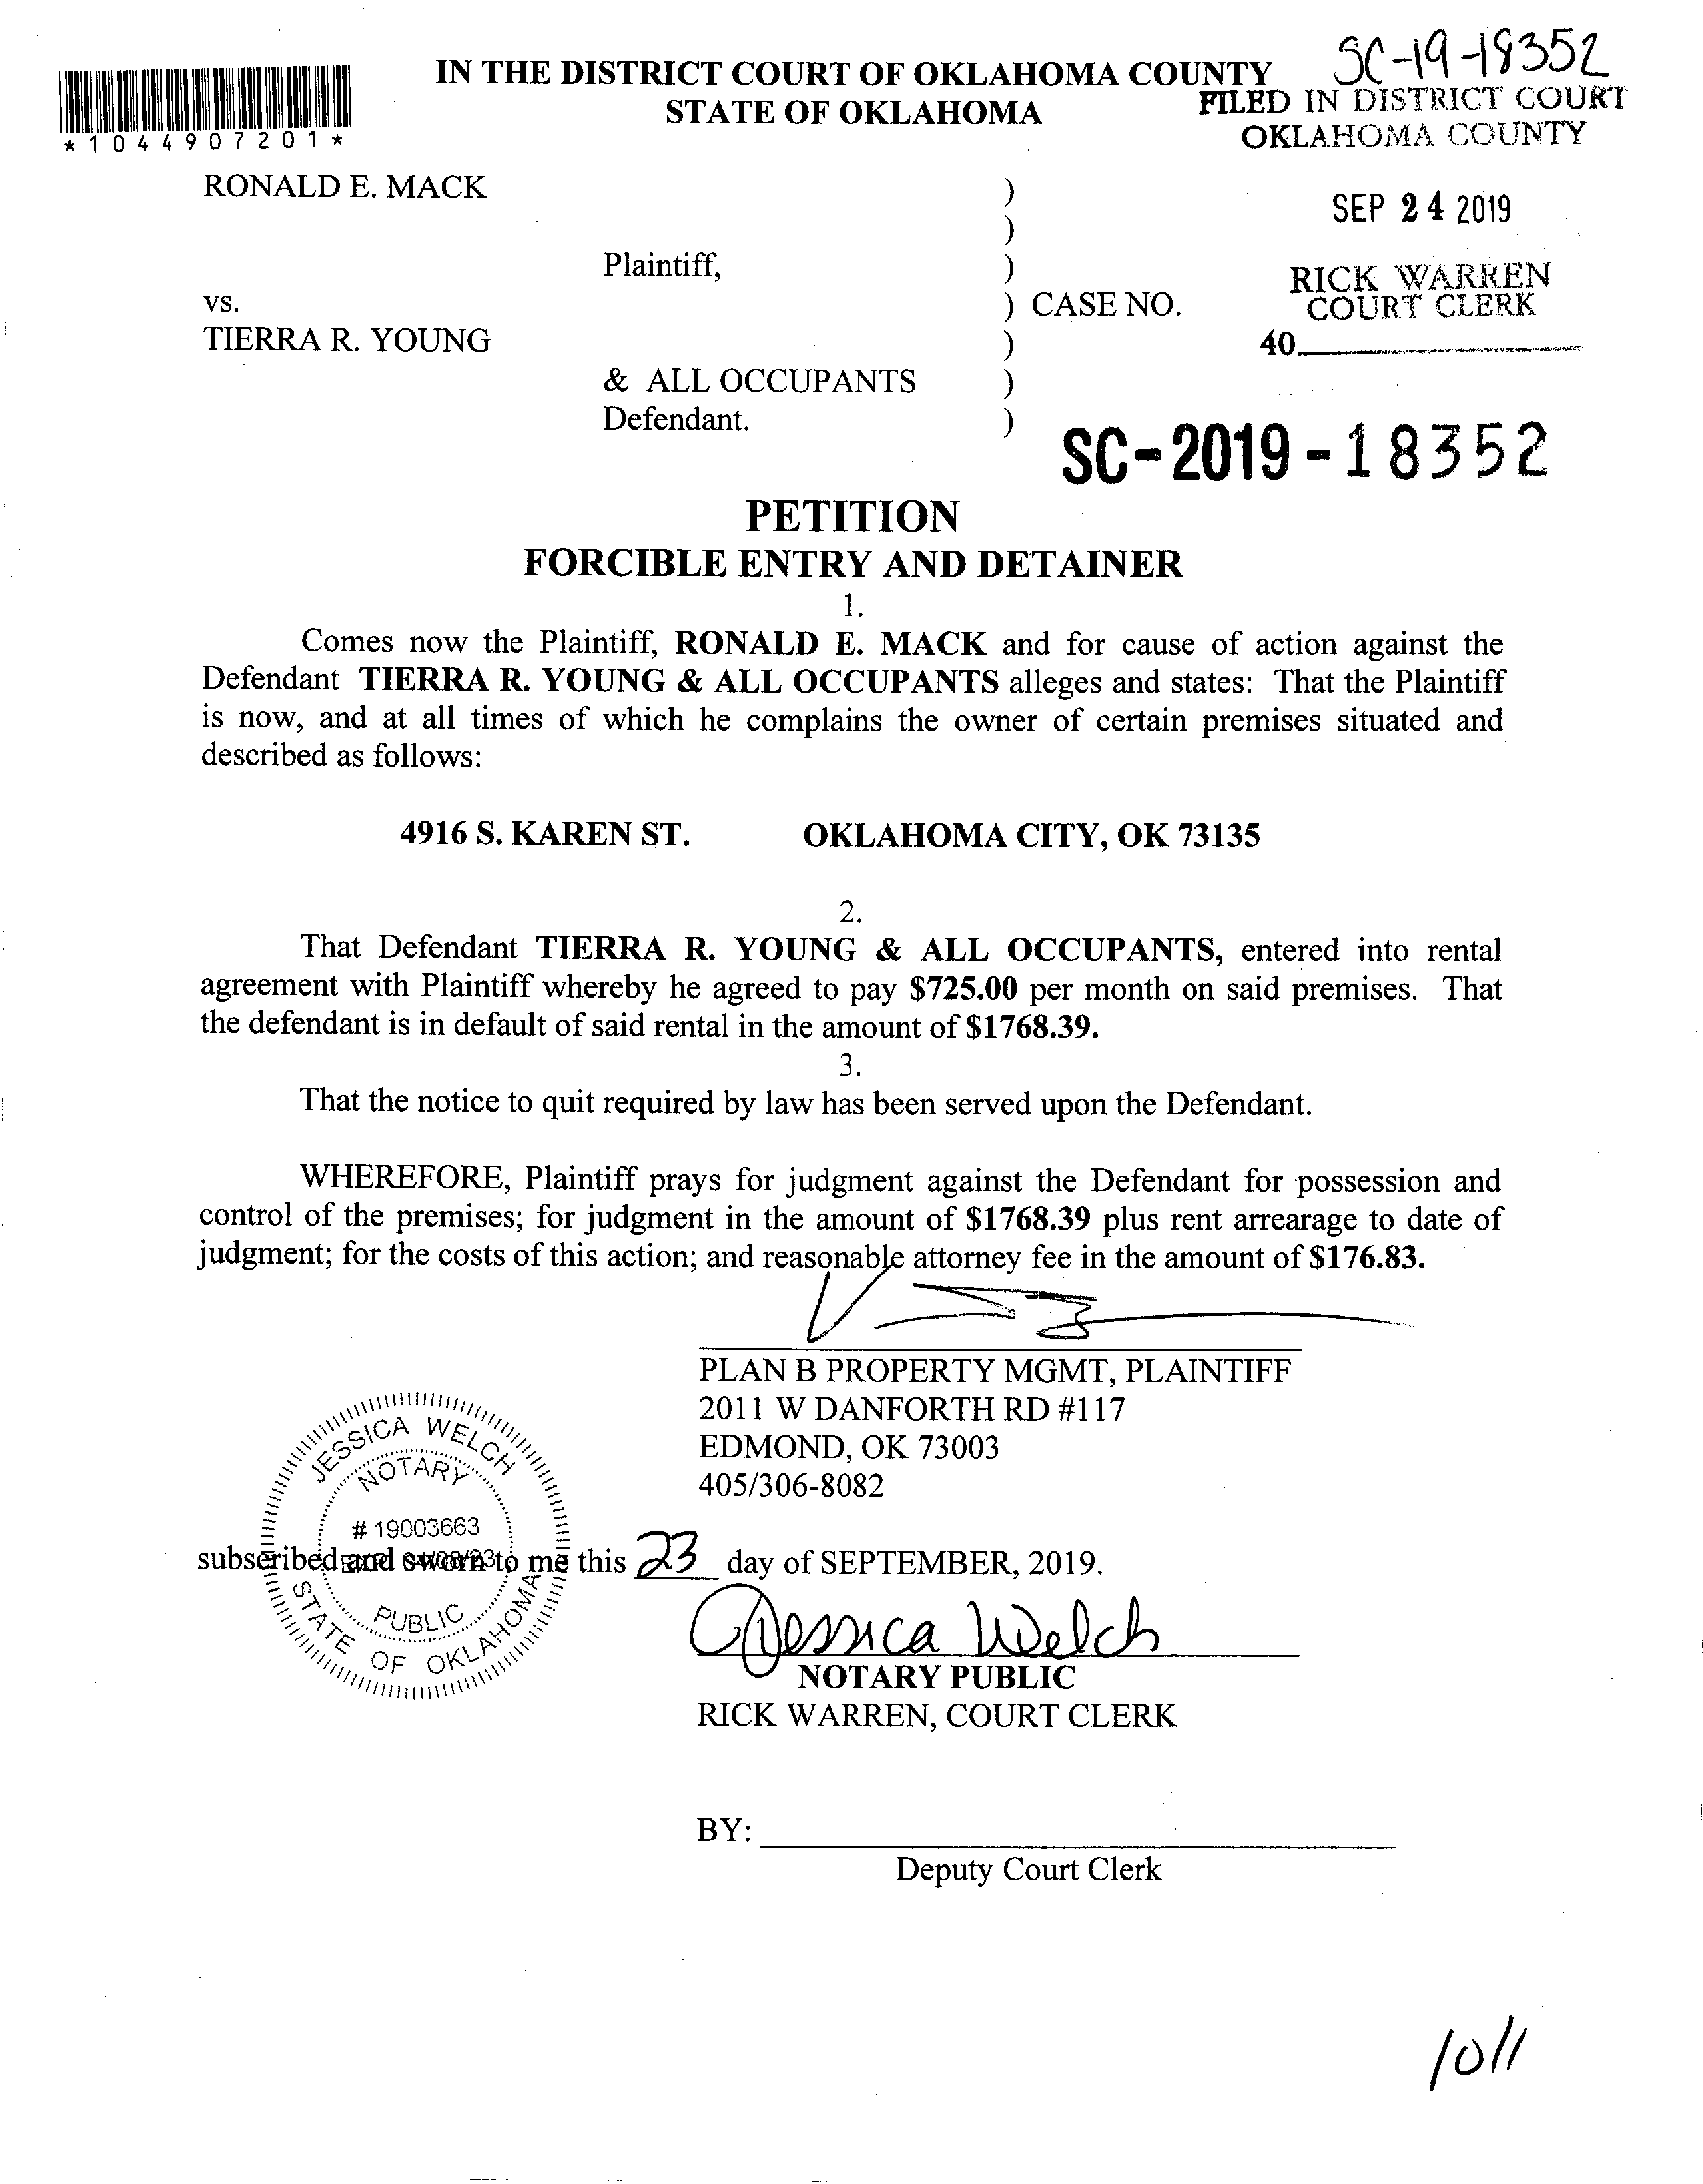 SC-19-18352
IN THE DISTRICT COURT OF OKLAHOMA COUNTY
STATE OF OKLAHOMA
FILED IN DISTRICT COURT
OKLAHOMA COUNTY
*1044907201*
RONALD E. MACK )
SEP 24 2019
)
Plaintiff, )
RICK WARREN
COURT CLERK
vs. ) CASE NO.
TIERRA R. YOUNG )
40
& ALL OCCUPANTS )
Defendant. )
SC-2019-18352
PETITION
FORCIBLE ENTRY AND DETAINER
1.
Comes now the Plaintiff, RONALD E. MACK and for cause of action against the
Defendant TIERRA R. YOUNG & ALL OCCUPANTS alleges and states: That the Plaintiff
is now, and at all times of which he complains the owner of certain premises situated and
described as follows:
4916 S. KAREN ST. OKLAHOMA CITY, OK 73135
2.
That Defendant TIERRA R. YOUNG & ALL OCCUPANTS, entered into rental
agreement with Plaintiff whereby he agreed to pay $725.00 per month on said premises. That
the defendant is in default of said rental in the amount of $1768.39.
3.
That the notice to quit required by law has been served upon the Defendant.
WHEREFORE, Plaintiff prays for judgment against the Defendant for possession and
control of the premises; for judgment in the amount of $1768.39 plus rent arrearage to date of
judgment; for the costs of this action; and reasonable attorney fee in the amount of $176.83.
PLAN B PROPERTY MGMT, PLAINTIFF
2011 W DANFORTH RD #117
EDMOND, OK 73003
405/306-8082
JESSICA WELCH
NOTARY
# 19003663
PUBLIC
STATE OF OKLAHOMA
subscribed and sworn to me this 23 day of SEPTEMBER, 2019.
Jessica Welch
NOTARY PUBLIC
RICK WARREN, COURT CLERK
BY:
Deputy Court Clerk
10/1